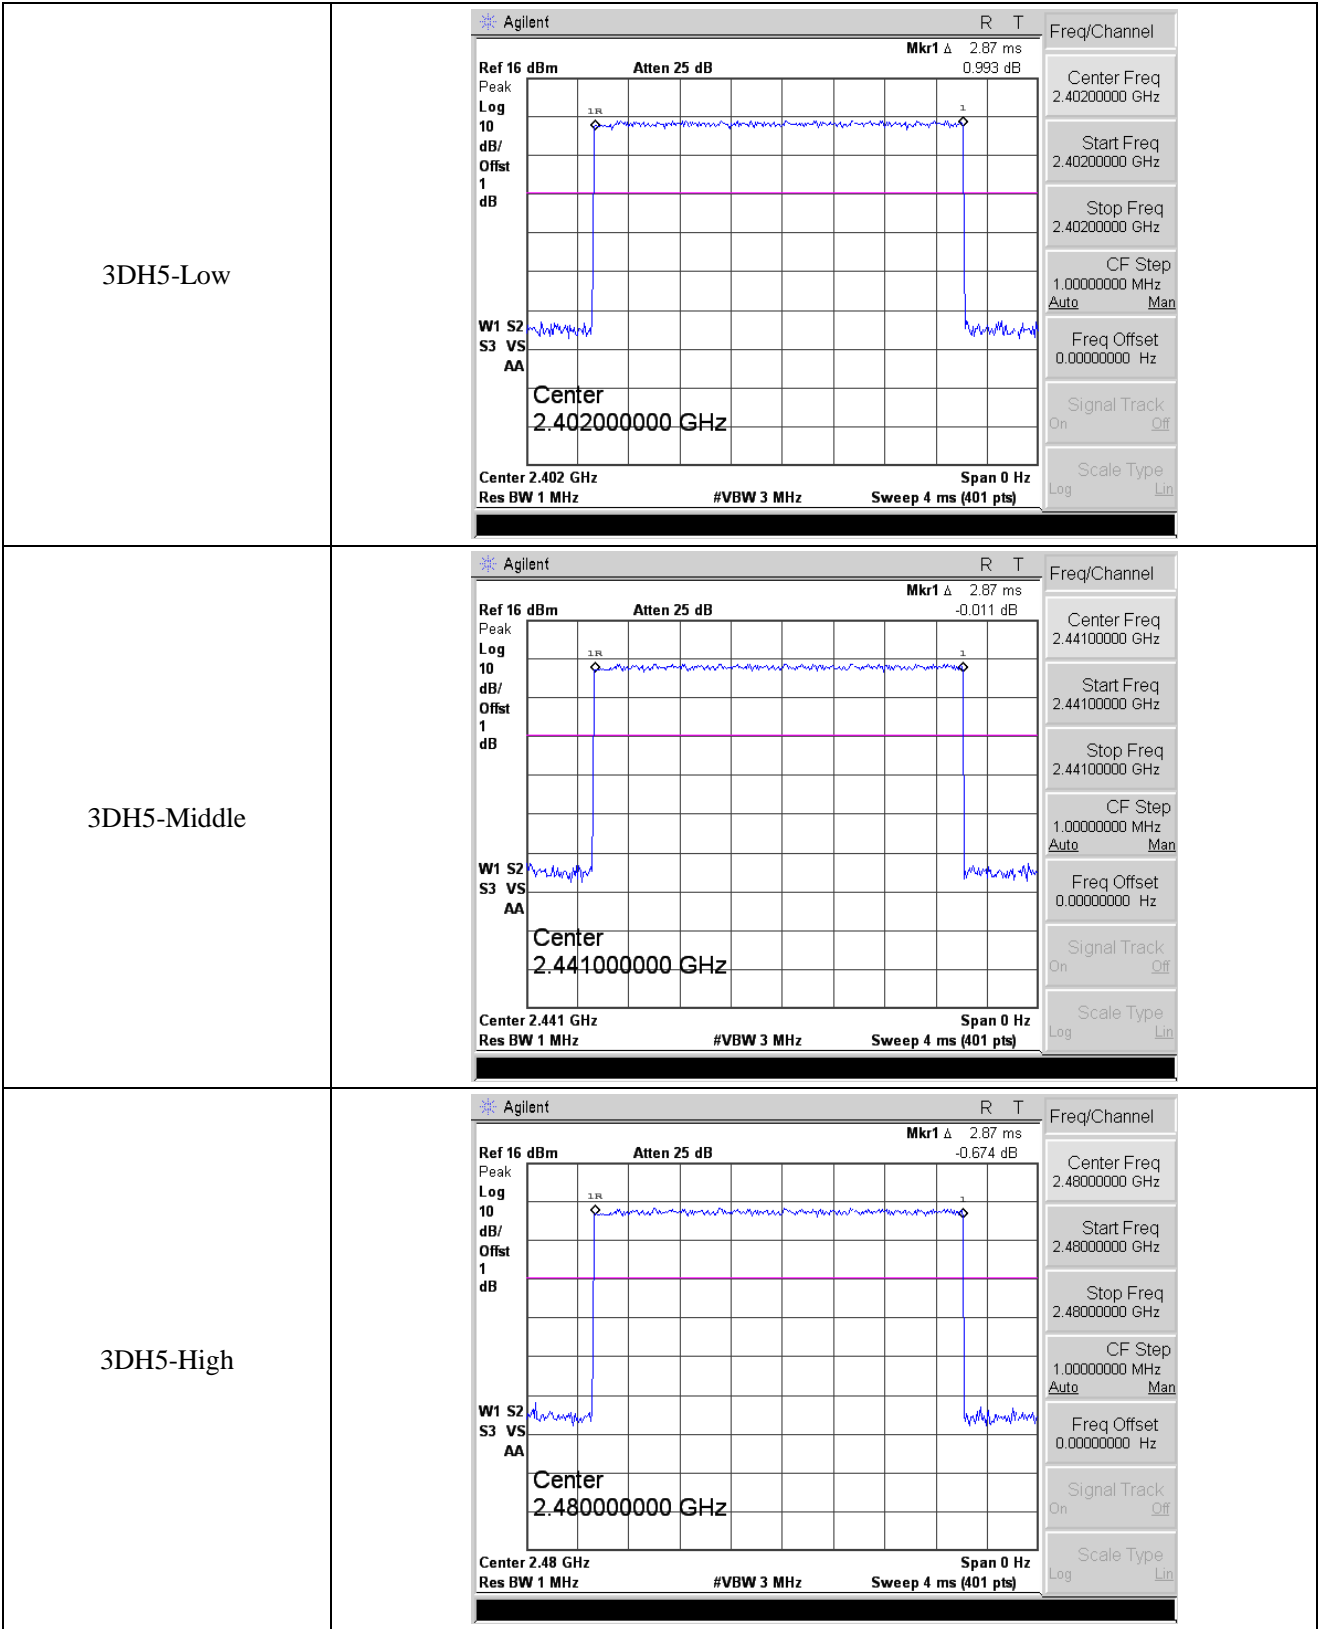 3DH5-Low
Agilent R T
Mkr1 Δ 2.87 ms
Ref 16 dBm Atten 25 dB 0.993 dB
Peak
Log
10
dB/
Offst
1
dB
1R 1
W1 S2
S3 VS
AA
Center
2.402000000 GHz
Center 2.402 GHz Span 0 Hz
Res BW 1 MHz #VBW 3 MHz Sweep 4 ms (401 pts)
Freq/Channel
Center Freq
2.40200000 GHz
Start Freq
2.40200000 GHz
Stop Freq
2.40200000 GHz
CF Step
1.00000000 MHz
Auto Man
Freq Offset
0.00000000 Hz
Signal Track
On Off
Scale Type
Log Lin
3DH5-Middle
Agilent R T
Mkr1 Δ 2.87 ms
Ref 16 dBm Atten 25 dB -0.011 dB
Peak
Log
10
dB/
Offst
1
dB
1R 1
W1 S2
S3 VS
AA
Center
2.441000000 GHz
Center 2.441 GHz Span 0 Hz
Res BW 1 MHz #VBW 3 MHz Sweep 4 ms (401 pts)
Freq/Channel
Center Freq
2.44100000 GHz
Start Freq
2.44100000 GHz
Stop Freq
2.44100000 GHz
CF Step
1.00000000 MHz
Auto Man
Freq Offset
0.00000000 Hz
Signal Track
On Off
Scale Type
Log Lin
3DH5-High
Agilent R T
Mkr1 Δ 2.87 ms
Ref 16 dBm Atten 25 dB -0.674 dB
Peak
Log
10
dB/
Offst
1
dB
1R 1
W1 S2
S3 VS
AA
Center
2.480000000 GHz
Center 2.48 GHz Span 0 Hz
Res BW 1 MHz #VBW 3 MHz Sweep 4 ms (401 pts)
Freq/Channel
Center Freq
2.48000000 GHz
Start Freq
2.48000000 GHz
Stop Freq
2.48000000 GHz
CF Step
1.00000000 MHz
Auto Man
Freq Offset
0.00000000 Hz
Signal Track
On Off
Scale Type
Log Lin